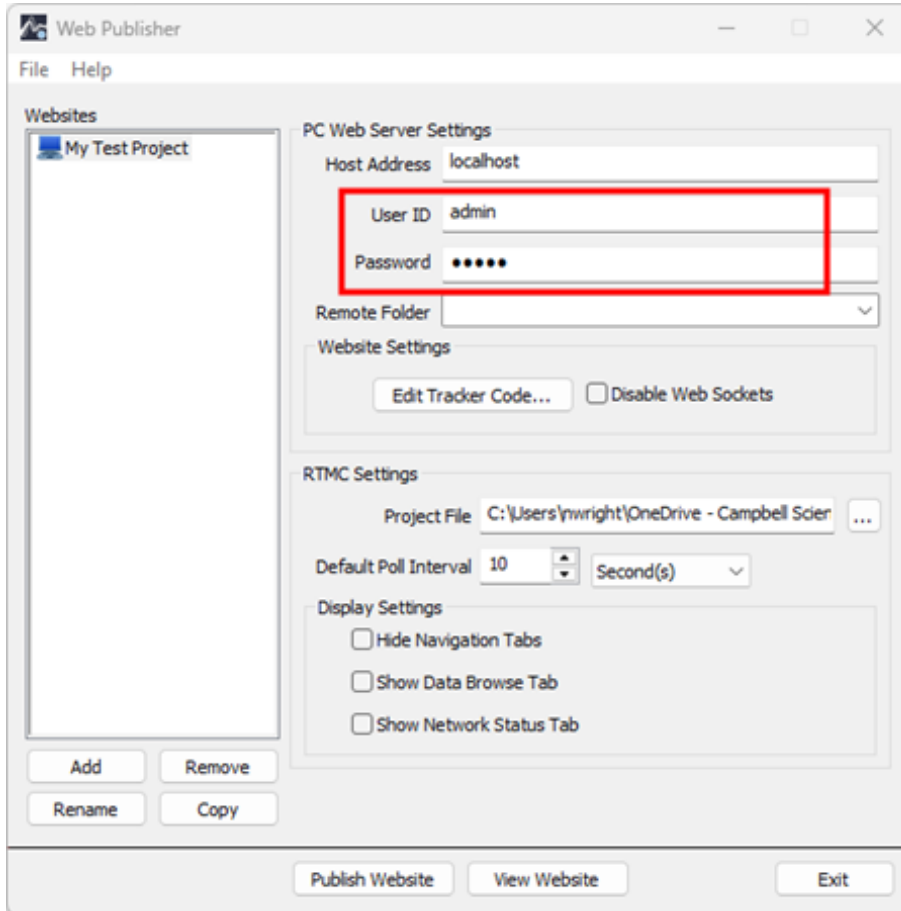 Web Publisher
File Help
Websites
My Test Project
PC Web Server Settings
Host Address localhost
User ID admin
Password •••••
Remote Folder
Website Settings
Edit Tracker Code... Disable Web Sockets
RTMC Settings
Project File C:\Users\nwright\OneDrive - Campbell Scien ...
Default Poll Interval 10 Second(s)
Display Settings
Hide Navigation Tabs
Show Data Browse Tab
Show Network Status Tab
Add Remove
Rename Copy
Publish Website View Website Exit